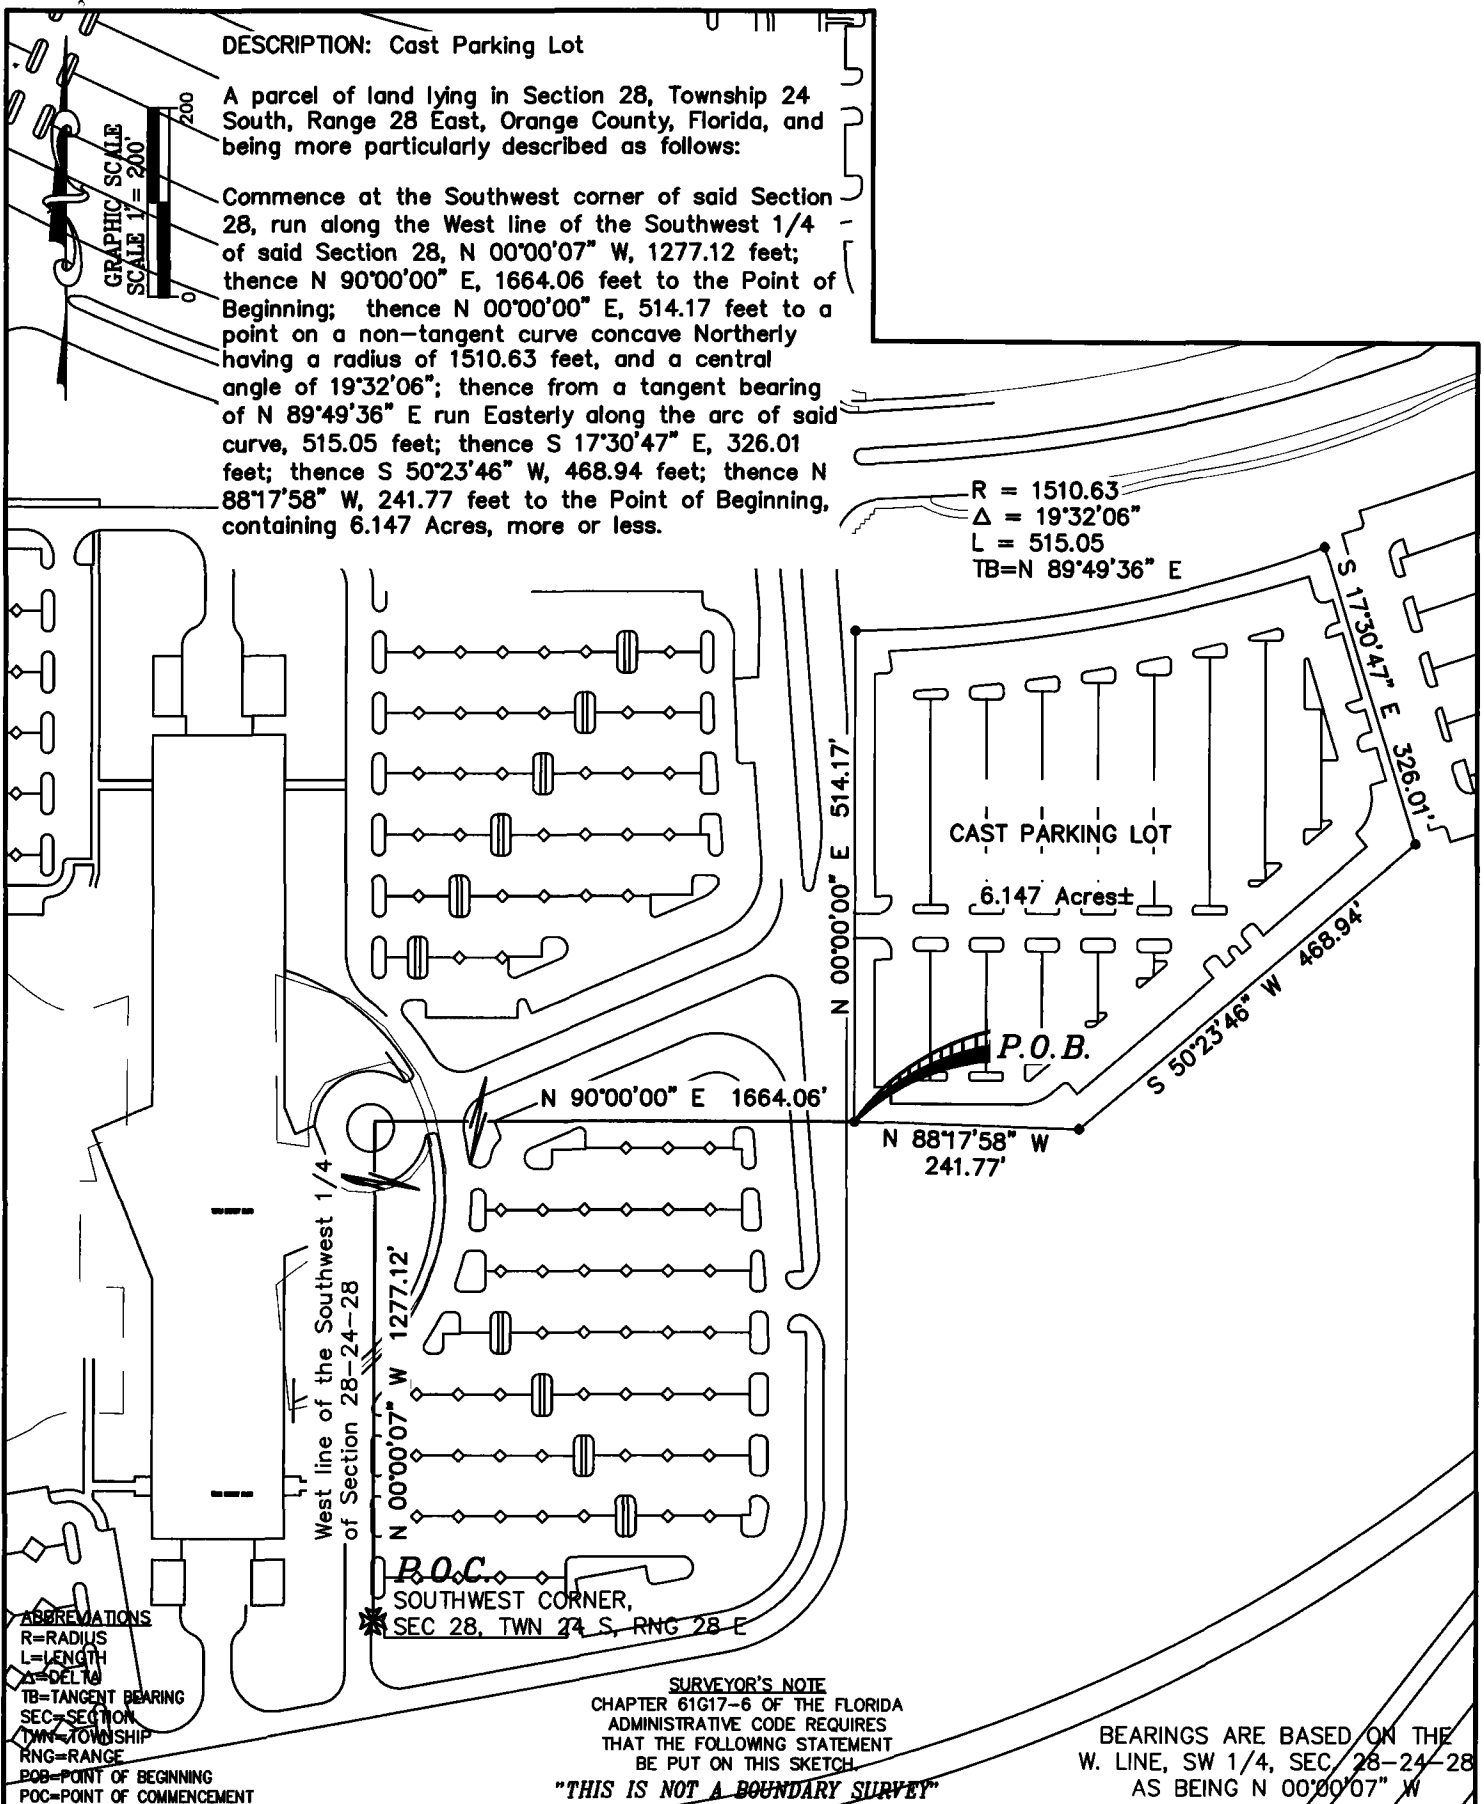 DESCRIPTION: Cast Parking Lot
A parcel of land lying in Section 28, Township 24
South, Range 28 East, Orange County, Florida, and
being more particularly described as follows:
Commence at the Southwest corner of said Section
28, run along the West line of the Southwest 1/4
of said Section 28, N 00°00'07" W, 1277.12 feet;
thence N 90°00'00" E, 1664.06 feet to the Point of
Beginning; thence N 00°00'00" E, 514.17 feet to a
point on a non-tangent curve concave Northerly
having a radius of 1510.63 feet, and a central
angle of 19°32'06"; thence from a tangent bearing
of N 89°49'36" E run Easterly along the arc of said
curve, 515.05 feet; thence S 17°30'47" E, 326.01
feet; thence S 50°23'46" W, 468.94 feet; thence N
88°17'58" W, 241.77 feet to the Point of Beginning,
containing 6.147 Acres, more or less.
GRAPHIC SCALE
SCALE 1" = 200'
0
200
R = 1510.63
Δ = 19°32'06"
L = 515.05
TB=N 89°49'36" E
S 17°30'47" E 326.01'
N 00°00'00" E 514.17'
CAST PARKING LOT
6.147 Acres±
S 50°23'46" W 468.94'
P.O.B.
N 90°00'00" E 1664.06'
N 88°17'58" W
241.77'
West line of the Southwest 1/4
of Section 28-24-28
N 00°00'07" W 1277.12'
P.O.C.
SOUTHWEST CORNER,
SEC 28, TWN 24 S, RNG 28 E
ABBREVIATIONS
R=RADIUS
L=LENGTH
Δ=DELTA
TB=TANGENT BEARING
SEC=SECTION
TWN=TOWNSHIP
RNG=RANGE
POB=POINT OF BEGINNING
POC=POINT OF COMMENCEMENT
SURVEYOR'S NOTE
CHAPTER 61G17-6 OF THE FLORIDA
ADMINISTRATIVE CODE REQUIRES
THAT THE FOLLOWING STATEMENT
BE PUT ON THIS SKETCH.
"THIS IS NOT A BOUNDARY SURVEY"
BEARINGS ARE BASED ON THE
W. LINE, SW 1/4, SEC. 28-24-28
AS BEING N 00°00'07" W